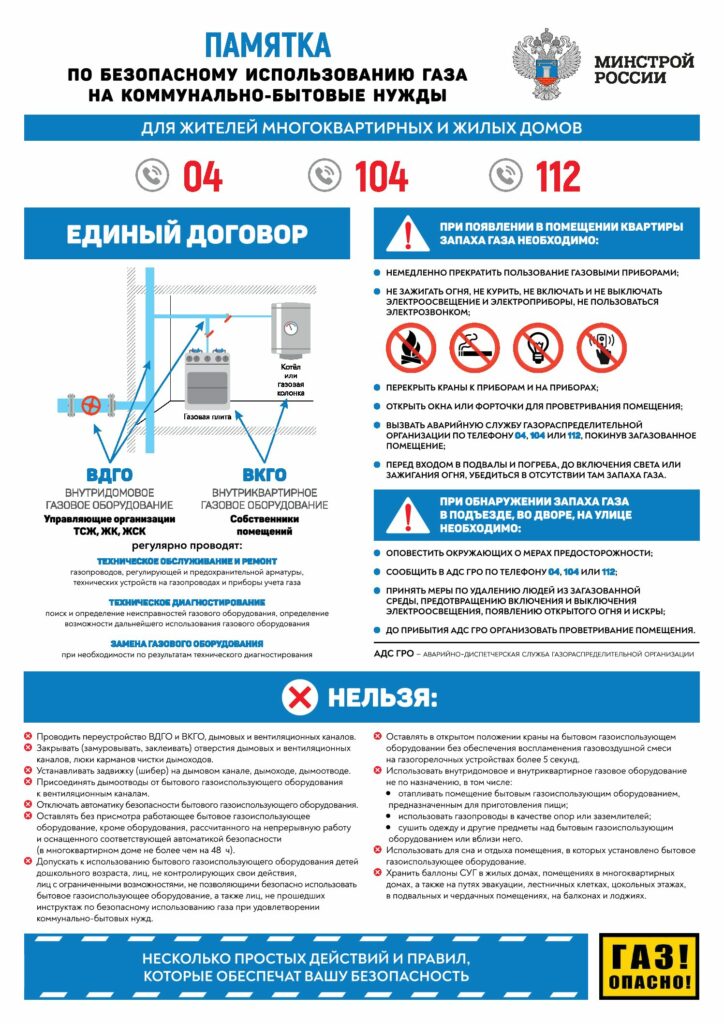 ПАМЯТКА
ПО БЕЗОПАСНОМУ ИСПОЛЬЗОВАНИЮ ГАЗА
НА КОММУНАЛЬНО-БЫТОВЫЕ НУЖДЫ
МИНСТРОЙ
РОССИИ
ДЛЯ ЖИТЕЛЕЙ МНОГОКВАРТИРНЫХ И ЖИЛЫХ ДОМОВ
04
104
112
ЕДИНЫЙ ДОГОВОР
Котёл
или
газовая
колонка
Газовая плита
ВДГО
ВНУТРИДОМОВОЕ
ГАЗОВОЕ ОБОРУДОВАНИЕ
Управляющие организации
ТСЖ, ЖК, ЖСК
ВКГО
ВНУТРИКВАРТИРНОЕ
ГАЗОВОЕ ОБОРУДОВАНИЕ
Собственники
помещений
регулярно проводят:
ТЕХНИЧЕСКОЕ ОБСЛУЖИВАНИЕ И РЕМОНТ
газопроводов, регулирующей и предохранительной арматуры,
технических устройств на газопроводах и приборы учета газа
ТЕХНИЧЕСКОЕ ДИАГНОСТИРОВАНИЕ
поиск и определение неисправностей газового оборудования, определение
возможности дальнейшего использования газового оборудования
ЗАМЕНА ГАЗОВОГО ОБОРУДОВАНИЯ
при необходимости по результатам технического диагностирования
ПРИ ПОЯВЛЕНИИ В ПОМЕЩЕНИИ КВАРТИРЫ
ЗАПАХА ГАЗА НЕОБХОДИМО:
НЕМЕДЛЕННО ПРЕКРАТИТЬ ПОЛЬЗОВАНИЕ ГАЗОВЫМИ ПРИБОРАМИ;
НЕ ЗАЖИГАТЬ ОГНЯ, НЕ КУРИТЬ, НЕ ВКЛЮЧАТЬ И НЕ ВЫКЛЮЧАТЬ
ЭЛЕКТРООСВЕЩЕНИЕ И ЭЛЕКТРОПРИБОРЫ, НЕ ПОЛЬЗОВАТЬСЯ
ЭЛЕКТРОЗВОНКОМ;
ПЕРЕКРЫТЬ КРАНЫ К ПРИБОРАМ И НА ПРИБОРАХ;
ОТКРЫТЬ ОКНА ИЛИ ФОРТОЧКИ ДЛЯ ПРОВЕТРИВАНИЯ ПОМЕЩЕНИЯ;
ВЫЗВАТЬ АВАРИЙНУЮ СЛУЖБУ ГАЗОРАСПРЕДЕЛИТЕЛЬНОЙ
ОРГАНИЗАЦИИ ПО ТЕЛЕФОНУ 04, 104 ИЛИ 112, ПОКИНУВ ЗАГАЗОВАННОЕ
ПОМЕЩЕНИЕ;
ПЕРЕД ВХОДОМ В ПОДВАЛЫ И ПОГРЕБА, ДО ВКЛЮЧЕНИЯ СВЕТА ИЛИ
ЗАЖИГАНИЯ ОГНЯ, УБЕДИТЬСЯ В ОТСУТСТВИИ ТАМ ЗАПАХА ГАЗА.
ПРИ ОБНАРУЖЕНИИ ЗАПАХА ГАЗА
В ПОДЪЕЗДЕ, ВО ДВОРЕ, НА УЛИЦЕ
НЕОБХОДИМО:
ОПОВЕСТИТЬ ОКРУЖАЮЩИХ О МЕРАХ ПРЕДОСТОРОЖНОСТИ;
СООБЩИТЬ В АДС ГРО ПО ТЕЛЕФОНУ 04, 104 ИЛИ 112;
ПРИНЯТЬ МЕРЫ ПО УДАЛЕНИЮ ЛЮДЕЙ ИЗ ЗАГАЗОВАННОЙ
СРЕДЫ, ПРЕДОТВРАЩЕНИЮ ВКЛЮЧЕНИЯ И ВЫКЛЮЧЕНИЯ
ЭЛЕКТРООСВЕЩЕНИЯ, ПОЯВЛЕНИЮ ОТКРЫТОГО ОГНЯ И ИСКРЫ;
ДО ПРИБЫТИЯ АДС ГРО ОРГАНИЗОВАТЬ ПРОВЕТРИВАНИЕ ПОМЕЩЕНИЯ.
АДС ГРО – АВАРИЙНО-ДИСПЕТЧЕРСКАЯ СЛУЖБА ГАЗОРАСПРЕДЕЛИТЕЛЬНОЙ ОРГАНИЗАЦИИ
НЕЛЬЗЯ:
Проводить переустройство ВДГО и ВКГО, дымовых и вентиляционных каналов.
Закрывать (замуровывать, заклеивать) отверстия дымовых и вентиляционных
каналов, люки карманов чистки дымоходов.
Устанавливать задвижку (шибер) на дымовом канале, дымоходе, дымоотводе.
Присоединять дымоотводы от бытового газоиспользующего оборудования
к вентиляционным каналам.
Отключать автоматику безопасности бытового газоиспользующего оборудования.
Оставлять без присмотра работающее бытовое газоиспользующее
оборудование, кроме оборудования, рассчитанного на непрерывную работу
и оснащенного соответствующей автоматикой безопасности
(в многоквартирном доме не более чем на 48 ч).
Допускать к использованию бытового газоиспользующего оборудования детей
дошкольного возраста, лиц, не контролирующих свои действия,
лиц с ограниченными возможностями, не позволяющими безопасно использовать
бытовое газоиспользующее оборудование, а также лиц, не прошедших
инструктаж по безопасному использованию газа при удовлетворении
коммунально-бытовых нужд.
Оставлять в открытом положении краны на бытовом газоиспользующем
оборудовании без обеспечения воспламенения газовоздушной смеси
на газогорелочных устройствах более 5 секунд.
Использовать внутридомовое и внутриквартирное газовое оборудование
не по назначению, в том числе:
отапливать помещение бытовым газоиспользующим оборудованием,
предназначенным для приготовления пищи;
использовать газопроводы в качестве опор или заземлителей;
сушить одежду и другие предметы над бытовым газоиспользующим
оборудованием или вблизи него.
Использовать для сна и отдыха помещения, в которых установлено бытовое
газоиспользующее оборудование.
Хранить баллоны СУГ в жилых домах, помещениях в многоквартирных
домах, а также на путях эвакуации, лестничных клетках, цокольных этажах,
в подвальных и чердачных помещениях, на балконах и лоджиях.
НЕСКОЛЬКО ПРОСТЫХ ДЕЙСТВИЙ И ПРАВИЛ,
КОТОРЫЕ ОБЕСПЕЧАТ ВАШУ БЕЗОПАСНОСТЬ
ГАЗ!
ОПАСНО!